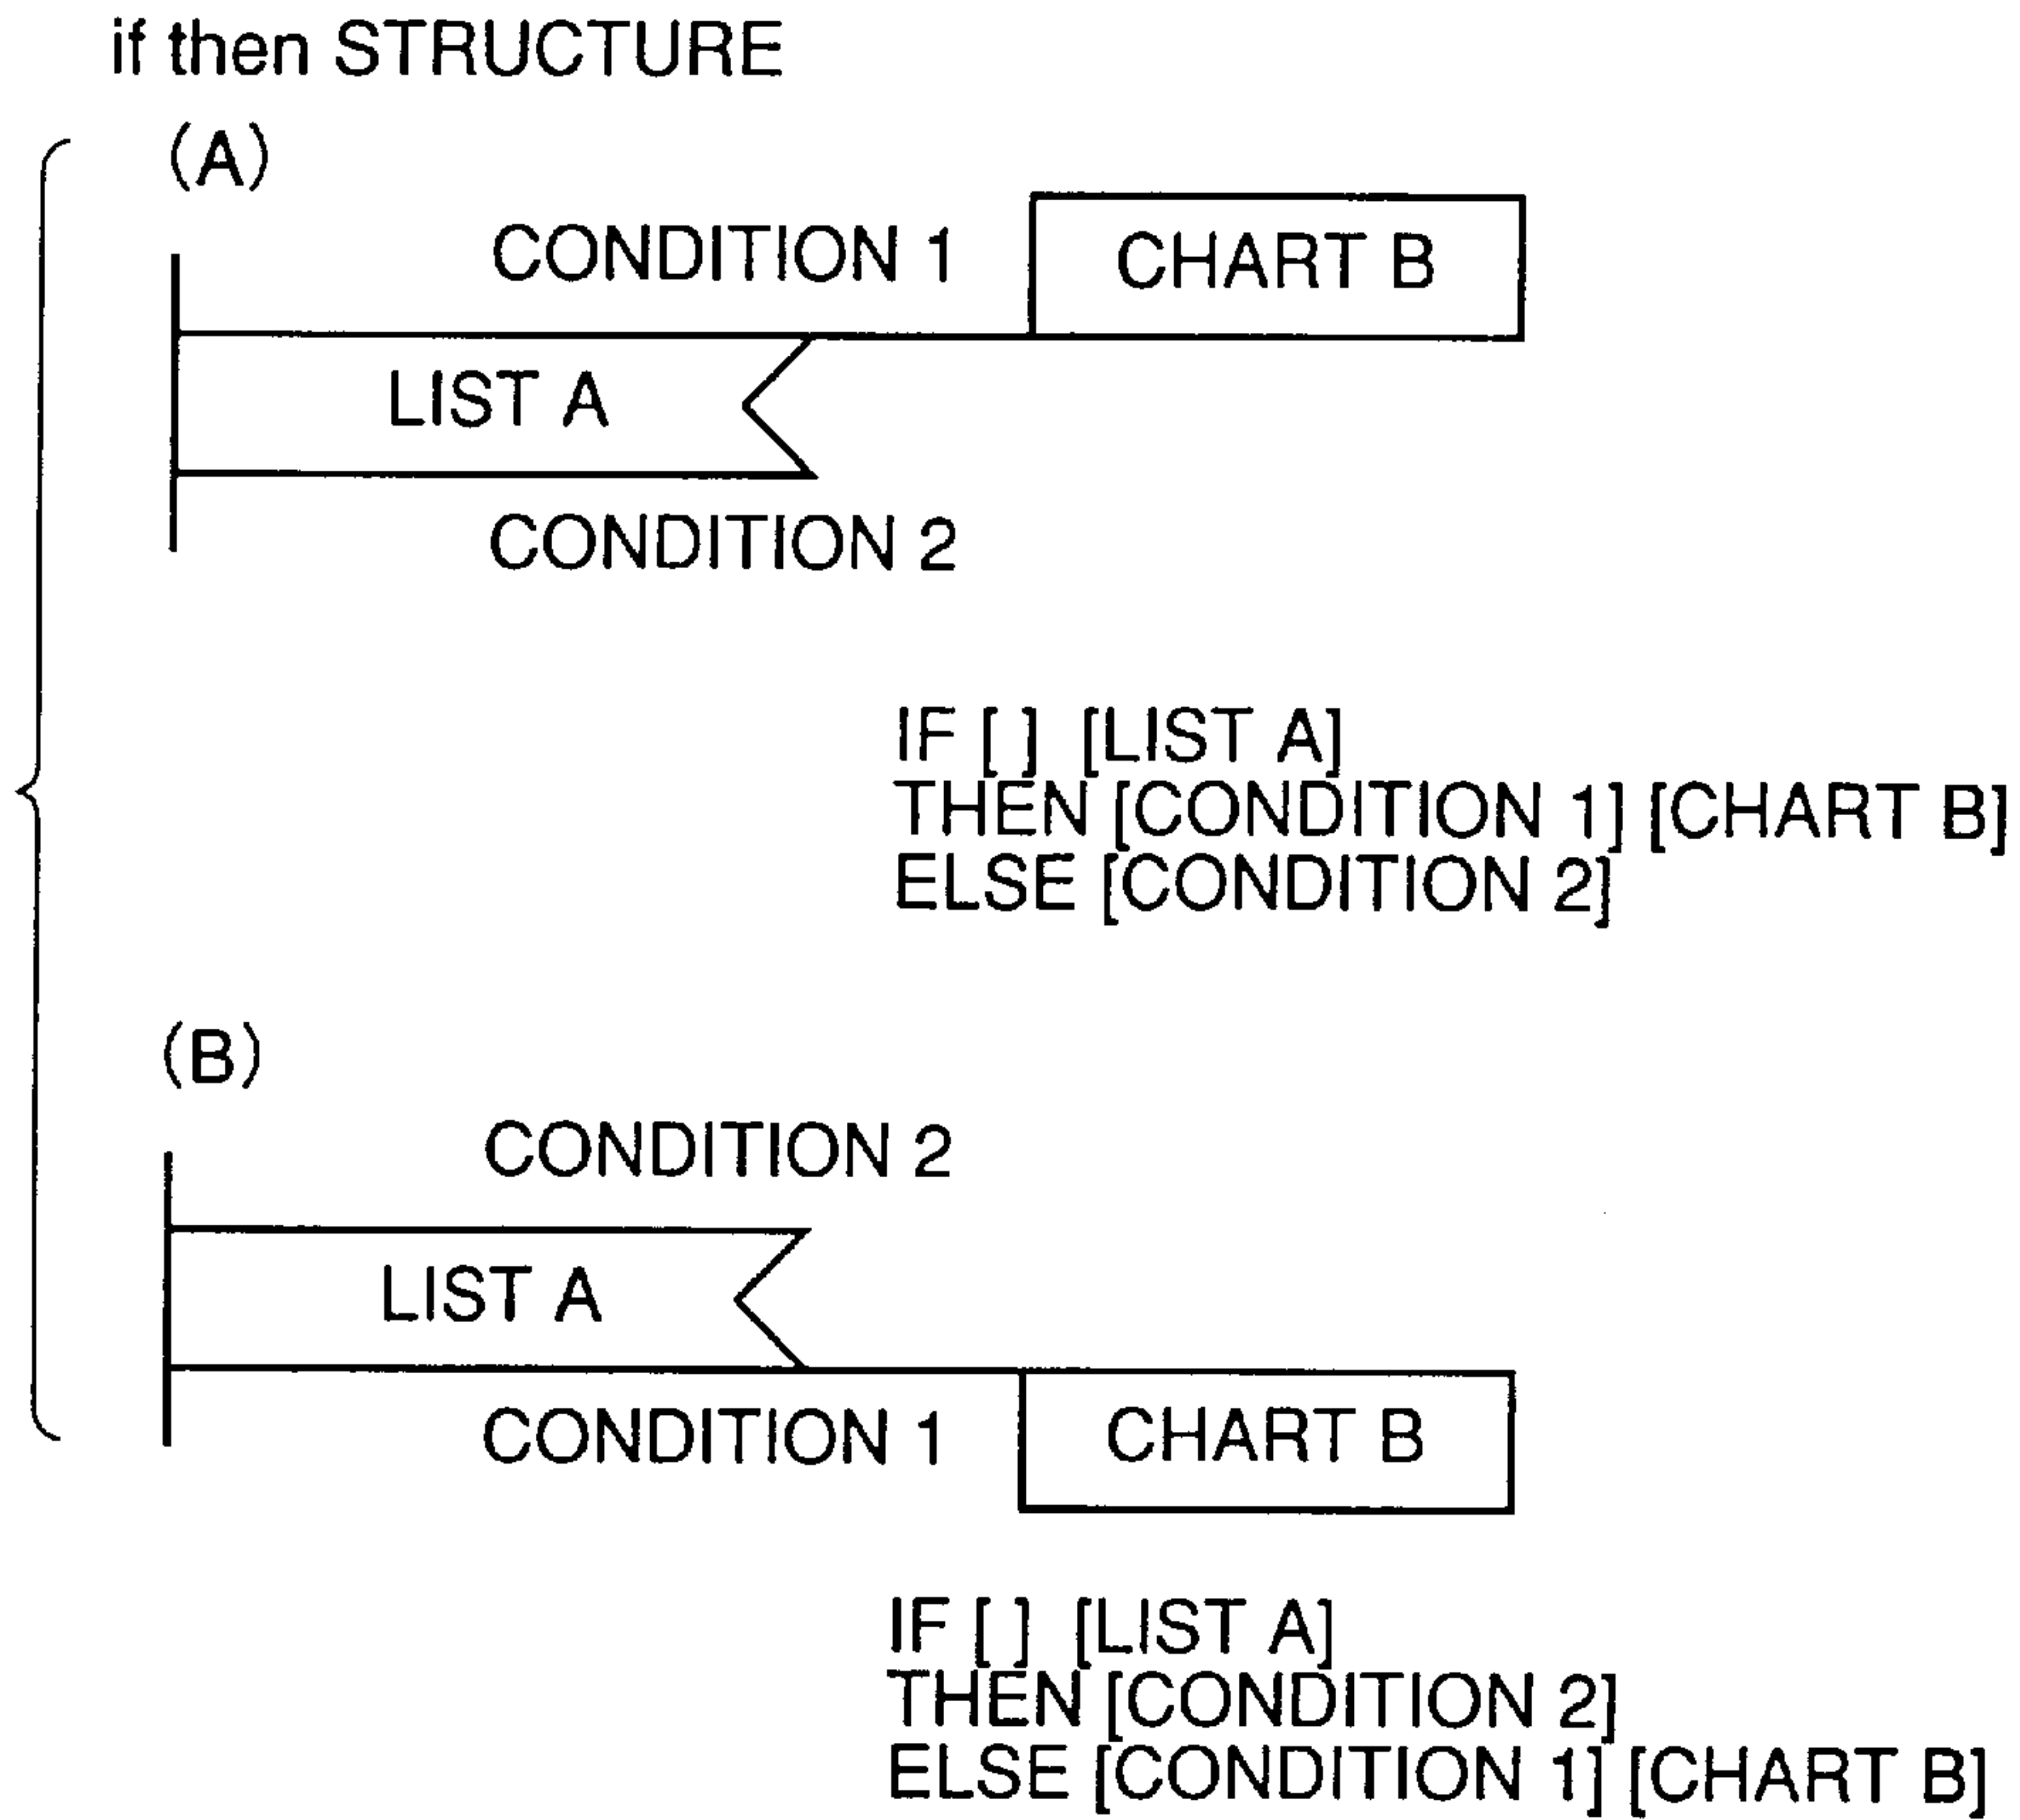 if then STRUCTURE
(A)
CONDITION 1
CHART B
LIST A
CONDITION 2
IF [ ] [LIST A]
THEN [CONDITION 1] [CHART B]
ELSE [CONDITION 2]
(B)
CONDITION 2
LIST A
CONDITION 1
CHART B
IF [ ] [LIST A]
THEN [CONDITION 2]
ELSE [CONDITION 1] [CHART B]